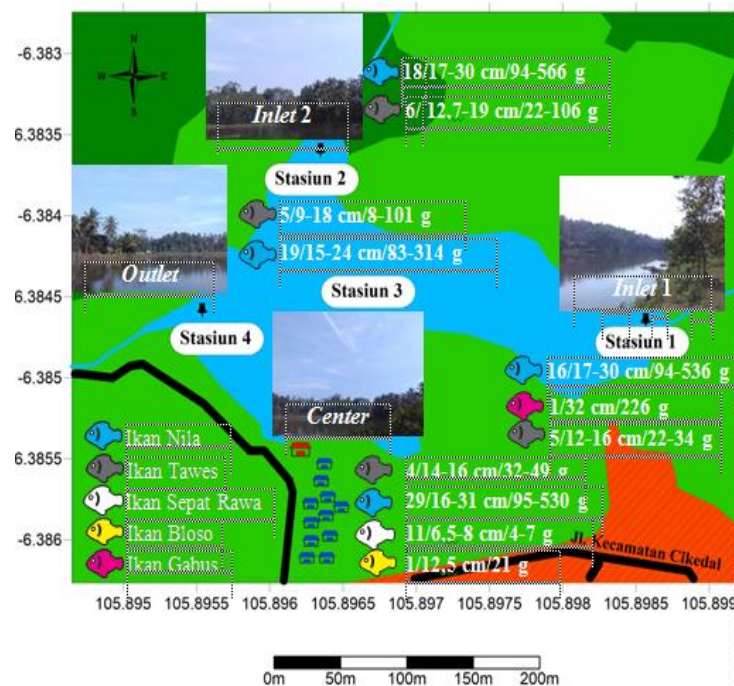 -6.383
N
W E
S
Inlet 2
18/17-30 cm/94-566 g
6/ 12,7-19 cm/22-106 g
6.3835
Stasiun 2
-6.384
5/9-18 cm/8-101 g
19/15-24 cm/83-314 g
Outlet
Inlet 1
6.3845
Stasiun 3
Stasiun 4
Stasiun 1
-6.385
16/17-30 cm/94-536 g
1/32 cm/226 g
5/12-16 cm/22-34 g
Center
6.3855
Ikan Nila
Ikan Tawes
Ikan Sepat Rawa
Ikan Bloso
Ikan Gabus
4/14-16 cm/32-49 g
29/16-31 cm/95-530 g
11/6,5-8 cm/4-7 g
1/12,5 cm/21 g
-6.386
Jl. Kecamatan Cikedal
105.895 105.8955 105.896 105.8965 105.897 105.8975 105.898 105.8985 105.899
0m 50m 100m 150m 200m